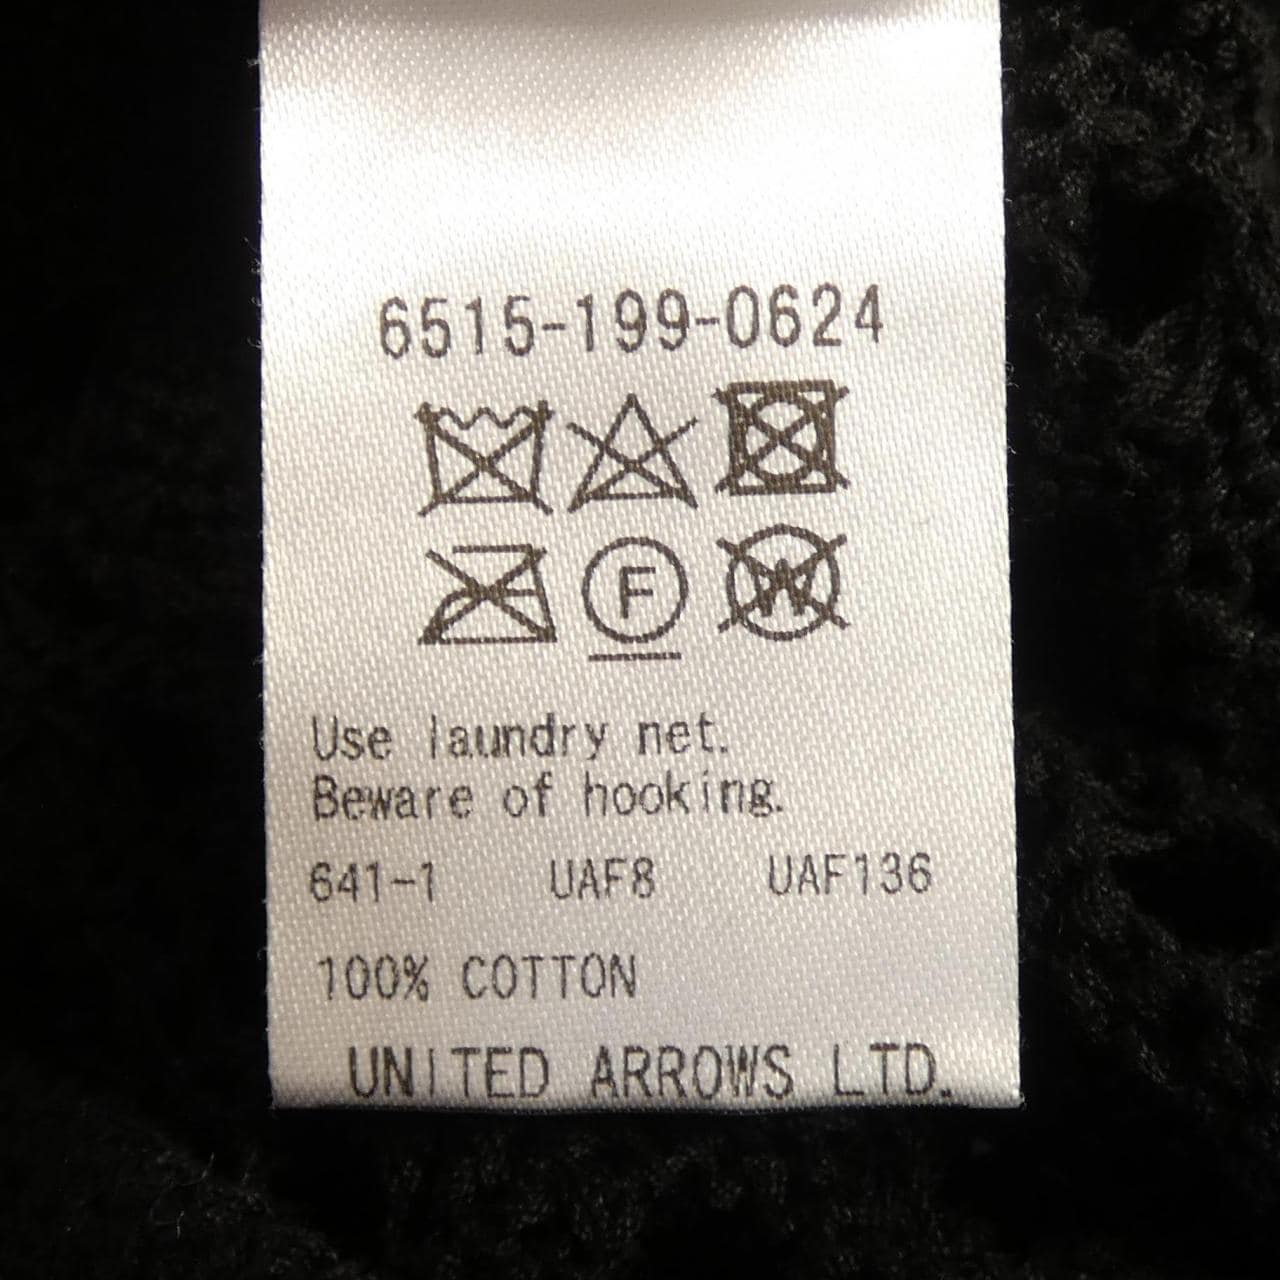 6515-199-0624
F W
Use laundry net.
Beware of hooking.
641-1 UAF8 UAF136
100% COTTON
UNITED ARROWS LTD.